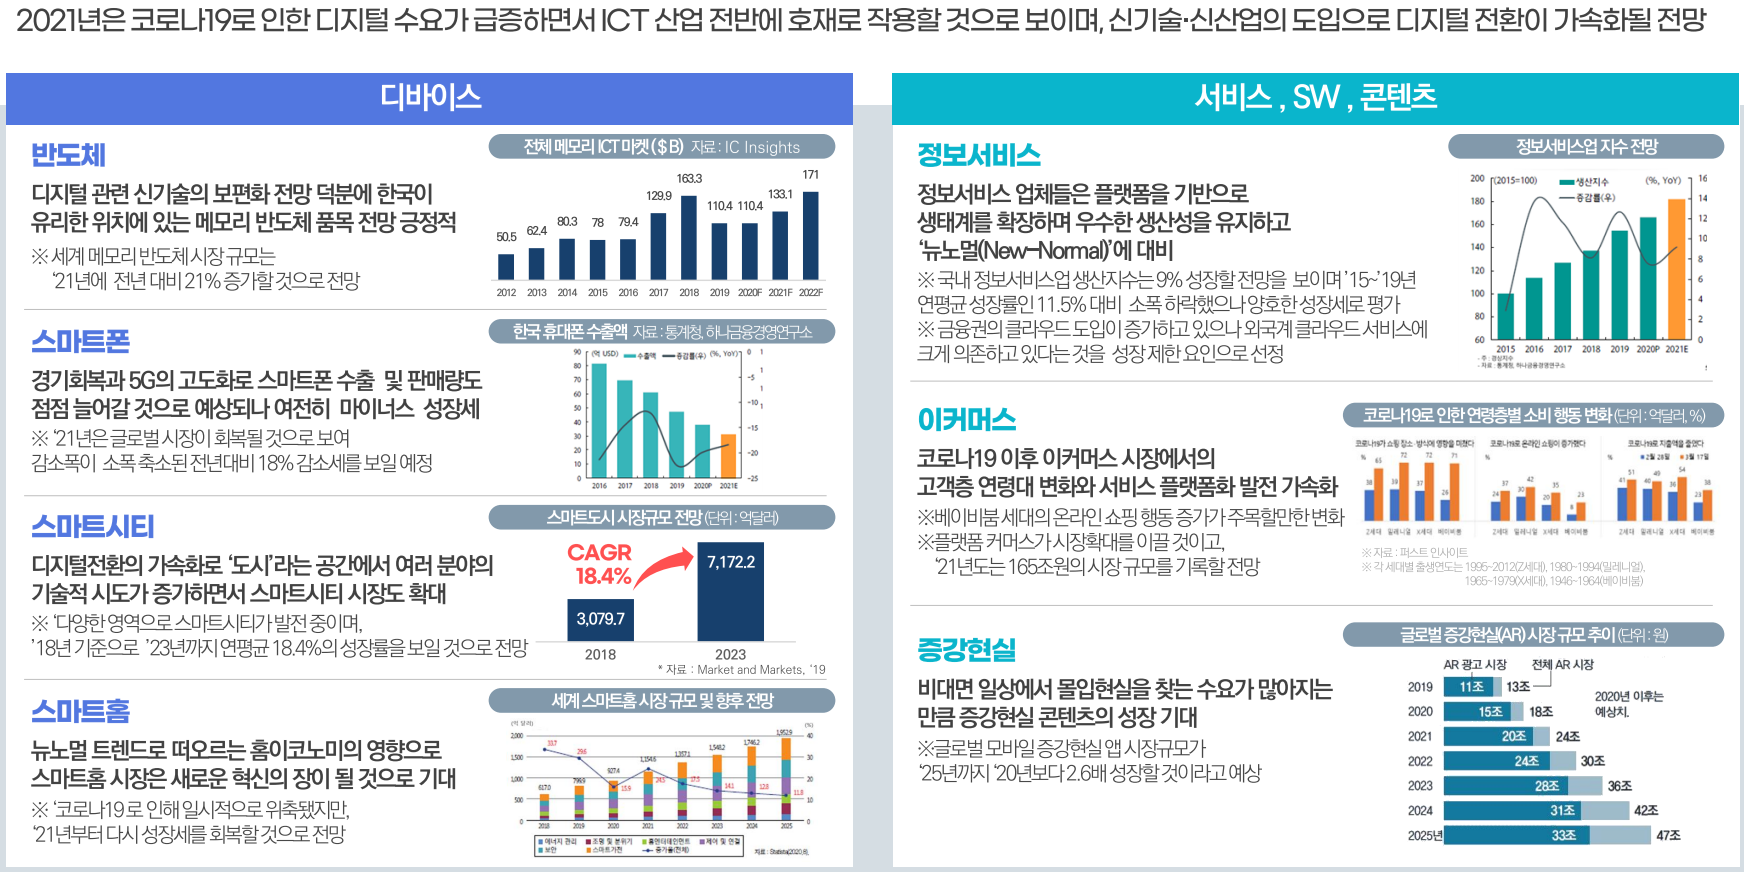 2021년은 코로나19로 인한 디지털 수요가 급증하면서 ICT 산업 전반에 호재로 작용할 것으로 보이며, 신기술·신산업의 도입으로 디지털 전환이 가속화될 전망
디바이스
반도체
디지털 관련 신기술의 보편화 전망 덕분에 한국이
유리한 위치에 있는 메모리 반도체 품목 전망 긍정적
※ 세계 메모리 반도체 시장 규모는
‘21년에 전년 대비 21% 증가할 것으로 전망
전체 메모리 ICT 마켓 ( $ B) 자료 : IC Insights
50.5 62.4 80.3 78 79.4 129.9 163.3 110.4 110.4 133.1 171
2012 2013 2014 2015 2016 2017 2018 2019 2020F 2021F 2022F
스마트폰
경기회복과 5G의 고도화로 스마트폰 수출 및 판매량도
점점 늘어갈 것으로 예상되나 여전히 마이너스 성장세
※ ‘21년은 글로벌 시장이 회복될 것으로 보여
감소폭이 소폭 축소된 전년대비 18% 감소세를 보일 예정
한국 휴대폰 수출액 자료 : 통계청, 하나금융경영연구소
(억 USD) 수출액 증감률(우) (%, YoY)
90 80 70 60 50 40 30 20 10 0
0 -5 -10 -15 -20 -25
2016 2017 2018 2019 2020P 2021E
스마트시티
디지털전환의 가속화로 ‘도시’라는 공간에서 여러 분야의
기술적 시도가 증가하면서 스마트시티 시장도 확대
※ ‘다양한 영역으로 스마트시티가 발전 중이며,
’18년 기준으로 ’23년까지 연평균 18.4%의 성장률을 보일 것으로 전망
스마트도시 시장규모 전망 (단위 : 억달러)
CAGR
18.4%
3,079.7
7,172.2
2018 2023
* 자료 : Market and Markets, ‘19
스마트홈
뉴노멀 트렌드로 떠오르는 홈이코노미의 영향으로
스마트홈 시장은 새로운 혁신의 장이 될 것으로 기대
※ ‘코로나19로 인해 일시적으로 위축됐지만,
‘21년부터 다시 성장세를 회복할 것으로 전망
세계 스마트홈 시장 규모 및 향후 전망
(억 달러) (%)
2,000 1,500 1,000 500 0
40 30 20 10 0
617.0 799.9 927.4 1,154.6 1,357.1 1,548.2 1,746.2 1,952.9
33.7 29.6 15.9 24.5 17.5 14.1 12.8 11.8
2018 2019 2020 2021 2022 2023 2024 2025
에너지 관리 조명 및 분위기 홈엔터테인먼트 제어 및 연결
보안 스마트가전 증가율(전체)
자료 : Statista(2020.8).
서비스 , SW , 콘텐츠
정보서비스
정보서비스 업체들은 플랫폼을 기반으로
생태계를 확장하며 우수한 생산성을 유지하고
‘뉴노멀(New-Normal)’에 대비
※ 국내 정보서비스업 생산지수는 9% 성장할 전망을 보이며 ’15~’19년
연평균 성장률인 11.5% 대비 소폭 하락했으나 양호한 성장세로 평가
※ 금융권의 클라우드 도입이 증가하고 있으나 외국계 클라우드 서비스에
크게 의존하고 있다는 것을 성장 제한 요인으로 선정
정보서비스업 지수 전망
(2015=100) 생산지수 (%, YoY)
증감률(우)
200 180 160 140 120 100 80 60
16 14 12 10 8 6 4 2 0
2015 2016 2017 2018 2019 2020P 2021E
- 주 : 경상지수
- 자료 : 통계청, 하나금융경영연구소
이커머스
코로나19 이후 이커머스 시장에서의
고객층 연령대 변화와 서비스 플랫폼화 발전 가속화
※베이비붐 세대의 온라인 쇼핑 행동 증가가 주목할만한 변화
※플랫폼 커머스가 시장확대를 이끌 것이고,
‘21년도는 165조원의 시장 규모를 기록할 전망
코로나19로 인한 연령층별 소비 행동 변화 (단위 : 억달러, %)
코로나19가 쇼핑 장소·방식에 영향을 미쳤다 코로나19로 온라인 쇼핑이 증가했다 코로나19로 지출액을 줄였다
% % % 2월 28일 3월 17일
38 65 39 72 37 72 26 71
24 37 30 42 20 35 8 23
41 51 40 49 36 54 23 38
Z세대 밀레니얼 X세대 베이비붐 Z세대 밀레니얼 X세대 베이비붐 Z세대 밀레니얼 X세대 베이비붐
※ 자료 : 퍼스트 인사이트
※ 각 세대별 출생연도는 1995~2012(Z세대), 1980~1994(밀레니얼),
1965~1979(X세대), 1946~1964(베이비붐)
증강현실
비대면 일상에서 몰입현실을 찾는 수요가 많아지는
만큼 증강현실 콘텐츠의 성장 기대
※글로벌 모바일 증강현실 앱 시장규모가
‘25년까지 ‘20년보다 2.6배 성장할 것이라고 예상
글로벌 증강현실(AR) 시장 규모 추이 (단위 : 원)
AR 광고 시장 전체 AR 시장
2019 11조 13조
2020년 이후는
예상치.
2020 15조 18조
2021 20조 24조
2022 24조 30조
2023 28조 36조
2024 31조 42조
2025년 33조 47조